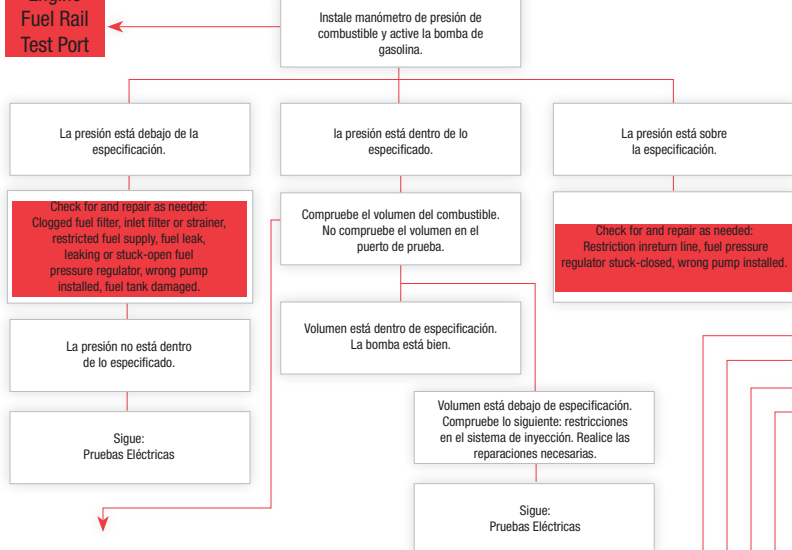 Engine
Fuel Rail
Test Port
Instale manómetro de presión de
combustible y active la bomba de
gasolina.
La presión está debajo de la
especificación.
la presión está dentro de lo
especificado.
La presión está sobre
la especificación.
Check for and repair as needed:
Clogged fuel filter, inlet filter or strainer,
restricted fuel supply, fuel leak,
leaking or stuck-open fuel
pressure regulator, wrong pump
installed, fuel tank damaged.
Compruebe el volumen del combustible.
No compruebe el volumen en el
puerto de prueba.
Check for and repair as needed:
Restriction inreturn line, fuel pressure
regulator stuck-closed, wrong pump installed.
La presión no está dentro
de lo especificado.
Volumen está dentro de especificación.
La bomba está bien.
Volumen está debajo de especificación.
Compruebe lo siguiente: restricciones
en el sistema de inyección. Realice las
reparaciones necesarias.
Sigue:
Pruebas Eléctricas
Sigue:
Pruebas Eléctricas